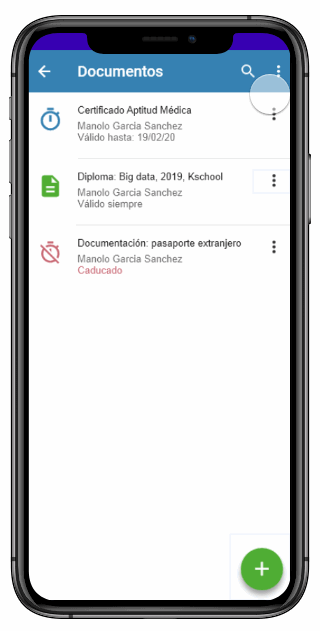 Documentos
Certificado Aptitud Médica
Manolo Garcia Sanchez
Válido hasta: 19/02/20
Diploma: Big data, 2019, Kschool
Manolo Garcia Sanchez
Válido siempre
Documentación: pasaporte extranjero
Manolo Garcia Sanchez
Caducado